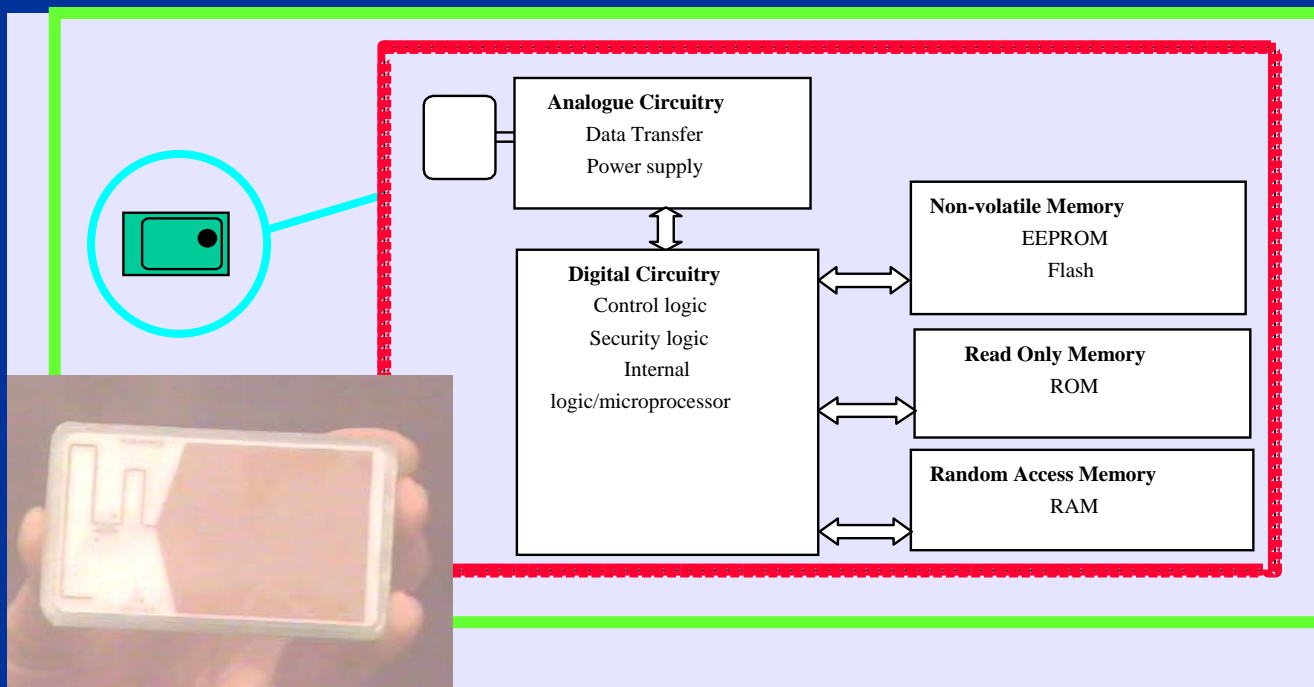 Analogue Circuitry
Data Transfer
Power supply
Digital Circuitry
Control logic
Security logic
Internal
logic/microprocessor
Non-volatile Memory
EEPROM
Flash
Read Only Memory
ROM
Random Access Memory
RAM